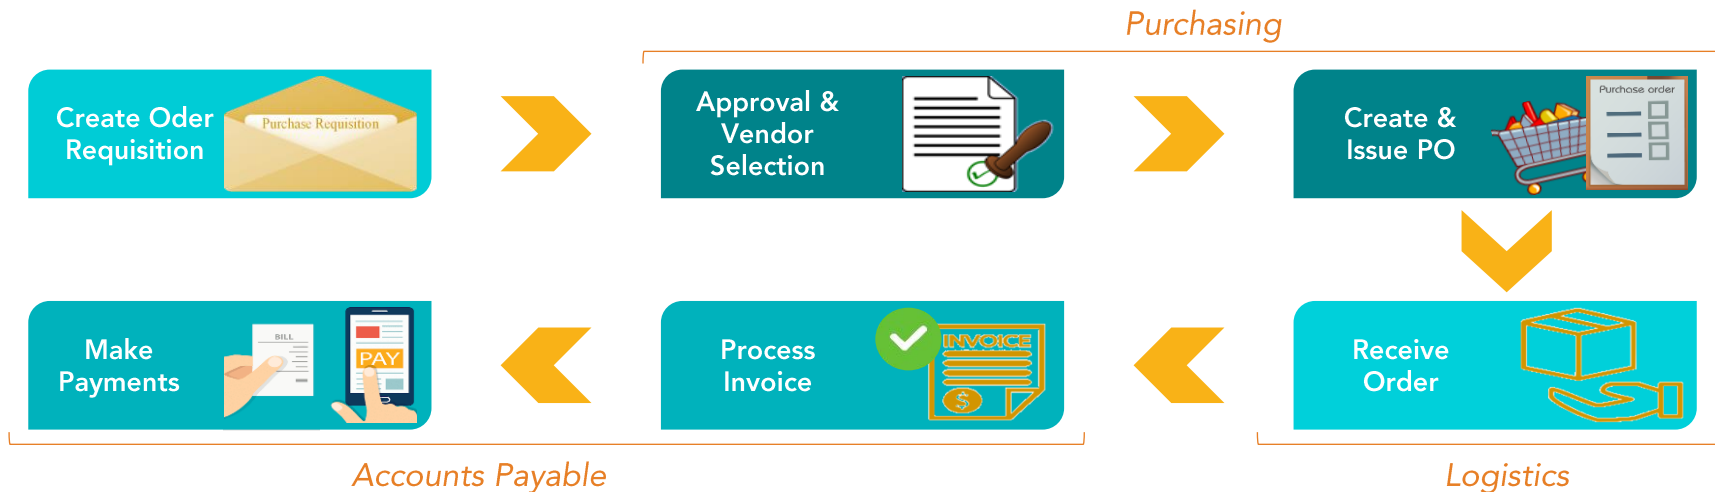 Purchasing
Create Oder
Requisition
Purchase Requisition
Approval &
Vendor
Selection
Create &
Issue PO
Purchase order
Make
Payments
BILL
PAY
Process
Invoice
INVOICE
$
Receive
Order
Accounts Payable
Logistics